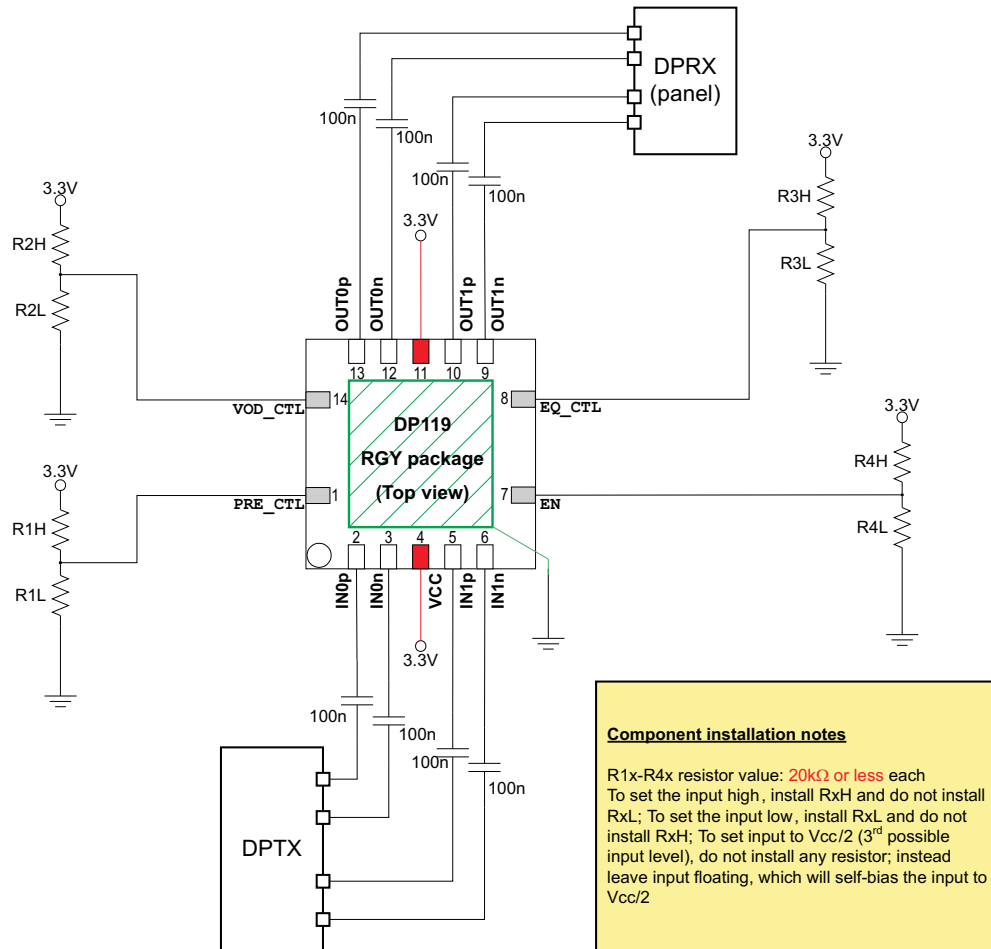 DPRX
(panel)
100n
100n
100n
100n
3.3V
R3H
R3L
3.3V
R2H
R2L
3.3V
OUT0p
OUT0n
OUT1p
OUT1n
13
12
11
10
9
VOD_CTL
14
8
EQ_CTL
DP119
RGY package
(Top view)
3.3V
R4H
R4L
3.3V
R1H
R1L
PRE_CTL
1
7
EN
2
3
4
5
6
IN0p
IN0n
VCC
IN1p
IN1n
3.3V
100n
100n
100n
100n
DPTX
Component installation notes
R1x-R4x resistor value: 20kΩ or less each
To set the input high, install RxH and do not install
RxL; To set the input low, install RxL and do not
install RxH; To set input to Vcc/2 (3rd possible
input level), do not install any resistor; instead
leave input floating, which will self-bias the input to
Vcc/2